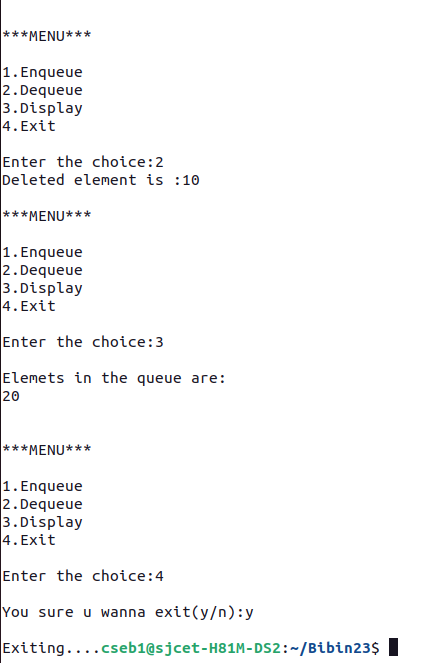 ***MENU***
1.Enqueue
2.Dequeue
3.Display
4.Exit
Enter the choice:2
Deleted element is :10
***MENU***
1.Enqueue
2.Dequeue
3.Display
4.Exit
Enter the choice:3
Elemets in the queue are:
20
***MENU***
1.Enqueue
2.Dequeue
3.Display
4.Exit
Enter the choice:4
You sure u wanna exit(y/n):y
Exiting....cseb1@sjcet-H81M-DS2:~/Bibin23$